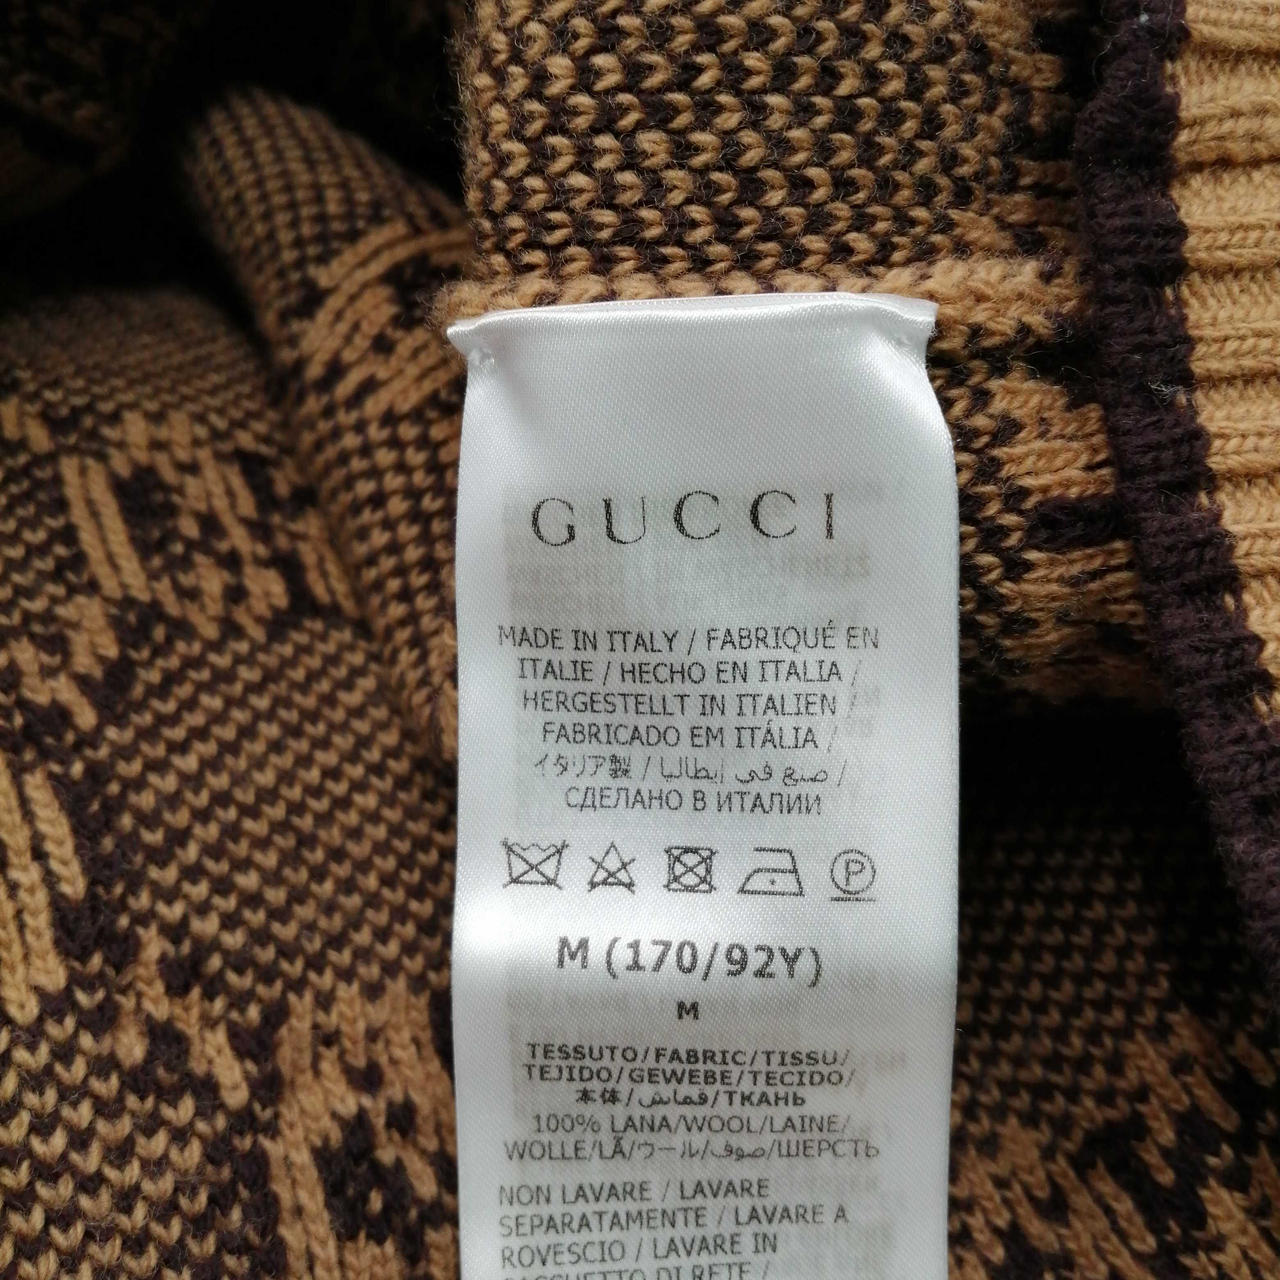 GUCCI
MADE IN ITALY / FABRIQUÉ EN
ITALIE / HECHO EN ITALIA /
HERGESTELLT IN ITALIEN /
FABRICADO EM ITÁLIA /
イタリア製 / صنع في إيطاليا /
СДЕЛАНО В ИТАЛИИ
P
M (170/92Y)
M
TESSUTO/FABRIC/TISSU/
TEJIDO/GEWEBE/TECIDO/
本体/قماش/ТКАНЬ
100% LANA/WOOL/LAINE/
WOLLE/LÃ/ウール/صوف/ШЕРСТЬ
NON LAVARE / LAVARE
SEPARATAMENTE / LAVARE A
ROVESCIO / LAVARE IN
SACCHETTO DI RETE /